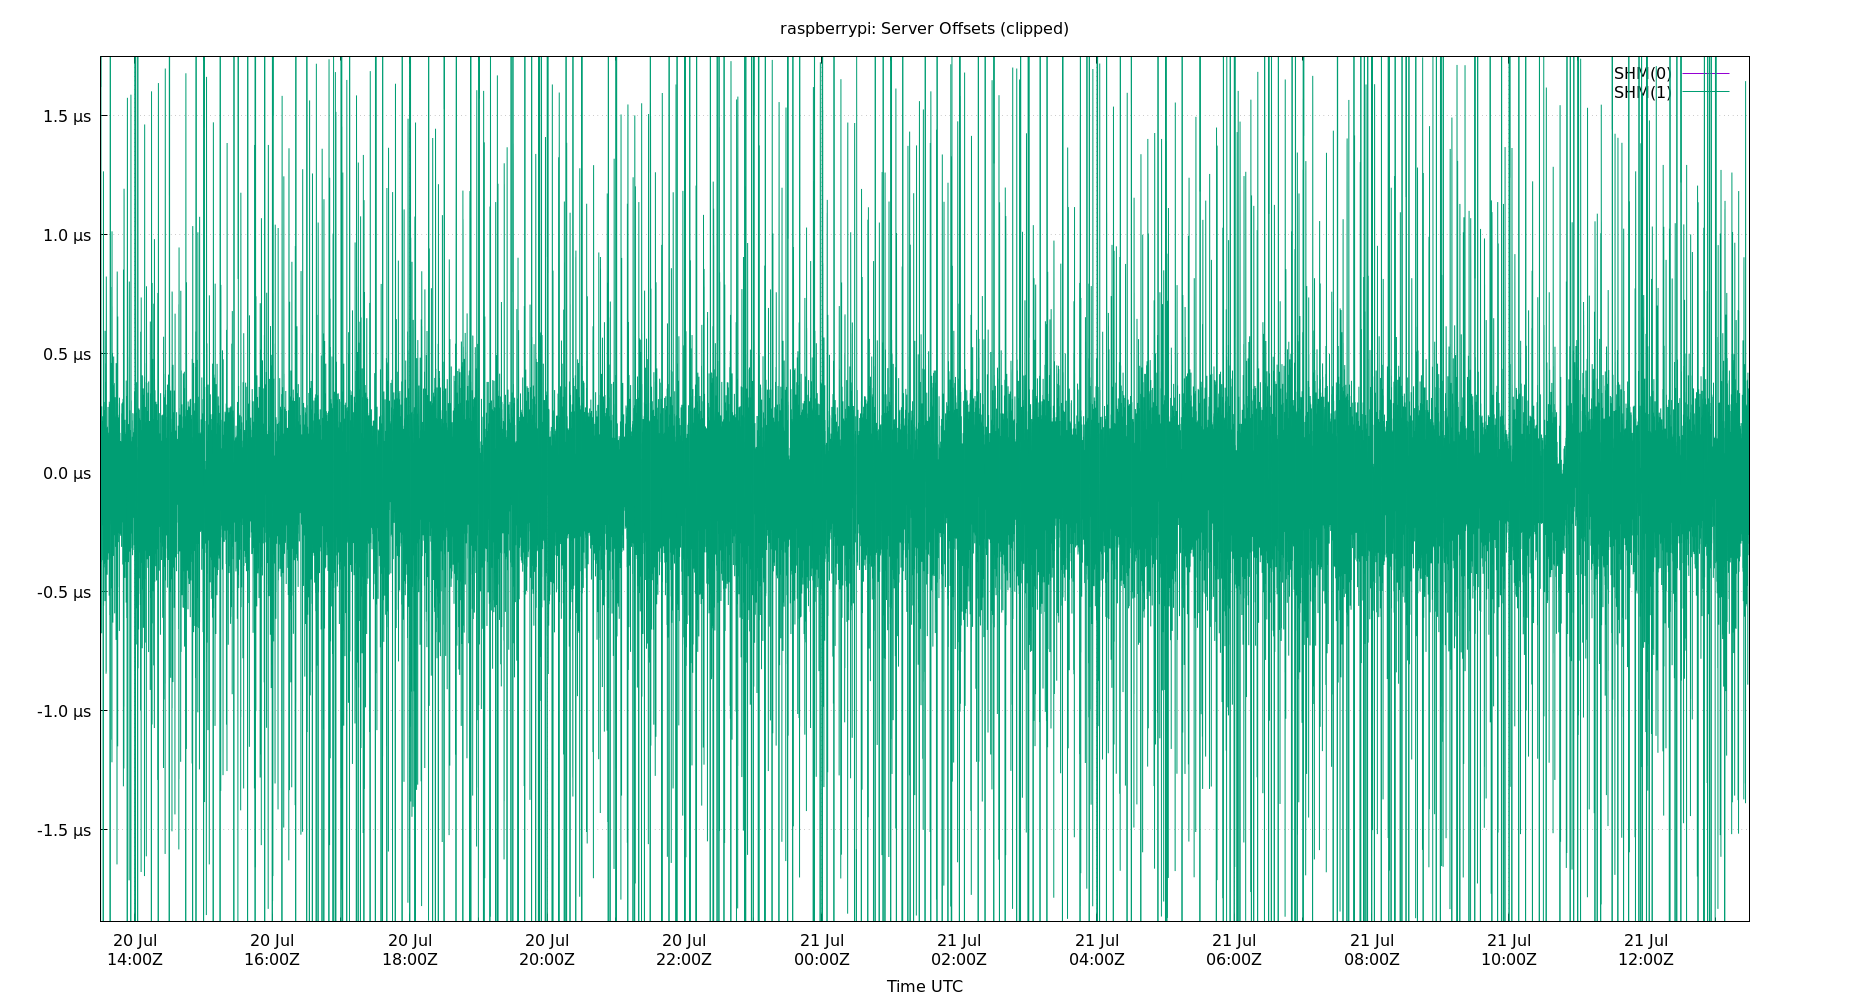 raspberrypi: Server Offsets (clipped)
SHM(0)
SHM(1)
1.5 µs
1.0 µs
0.5 µs
0.0 µs
-0.5 µs
-1.0 µs
-1.5 µs
20 Jul 20 Jul 20 Jul 20 Jul 20 Jul 21 Jul 21 Jul 21 Jul 21 Jul 21 Jul 21 Jul 21 Jul
14:00Z 16:00Z 18:00Z 20:00Z 22:00Z 00:00Z 02:00Z 04:00Z 06:00Z 08:00Z 10:00Z 12:00Z
Time UTC